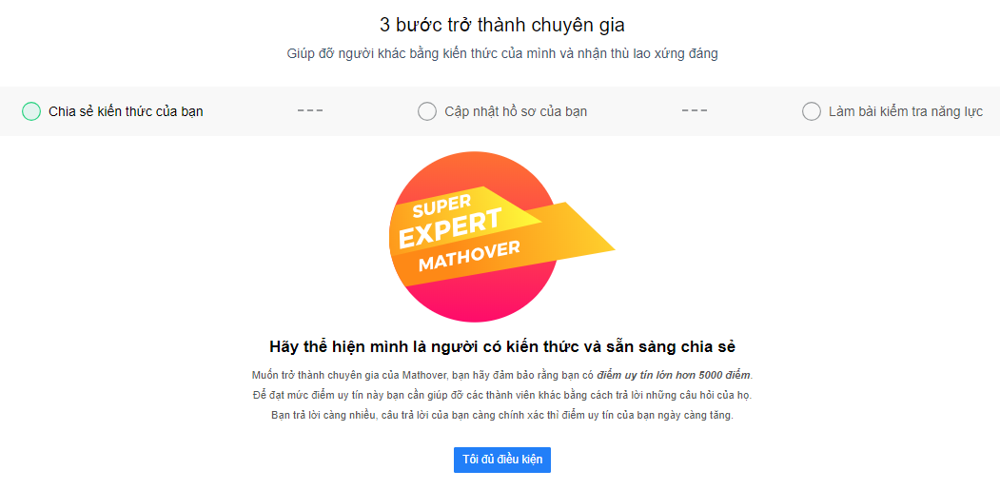 3 bước trở thành chuyên gia
Giúp đỡ người khác bằng kiến thức của mình và nhận thù lao xứng đáng
Chia sẻ kiến thức của bạn
Cập nhật hồ sơ của bạn
Làm bài kiểm tra năng lực
SUPER
EXPERT
MATHOVER
Hãy thể hiện mình là người có kiến thức và sẵn sàng chia sẻ
Muốn trở thành chuyên gia của Mathover, bạn hãy đảm bảo rằng bạn có điểm uy tín lớn hơn 5000 điểm.
Để đạt mức điểm uy tín này bạn cần giúp đỡ các thành viên khác bằng cách trả lời những câu hỏi của họ.
Bạn trả lời càng nhiều, câu trả lời của bạn càng chính xác thì điểm uy tín của bạn ngày càng tăng.
Tôi đủ điều kiện